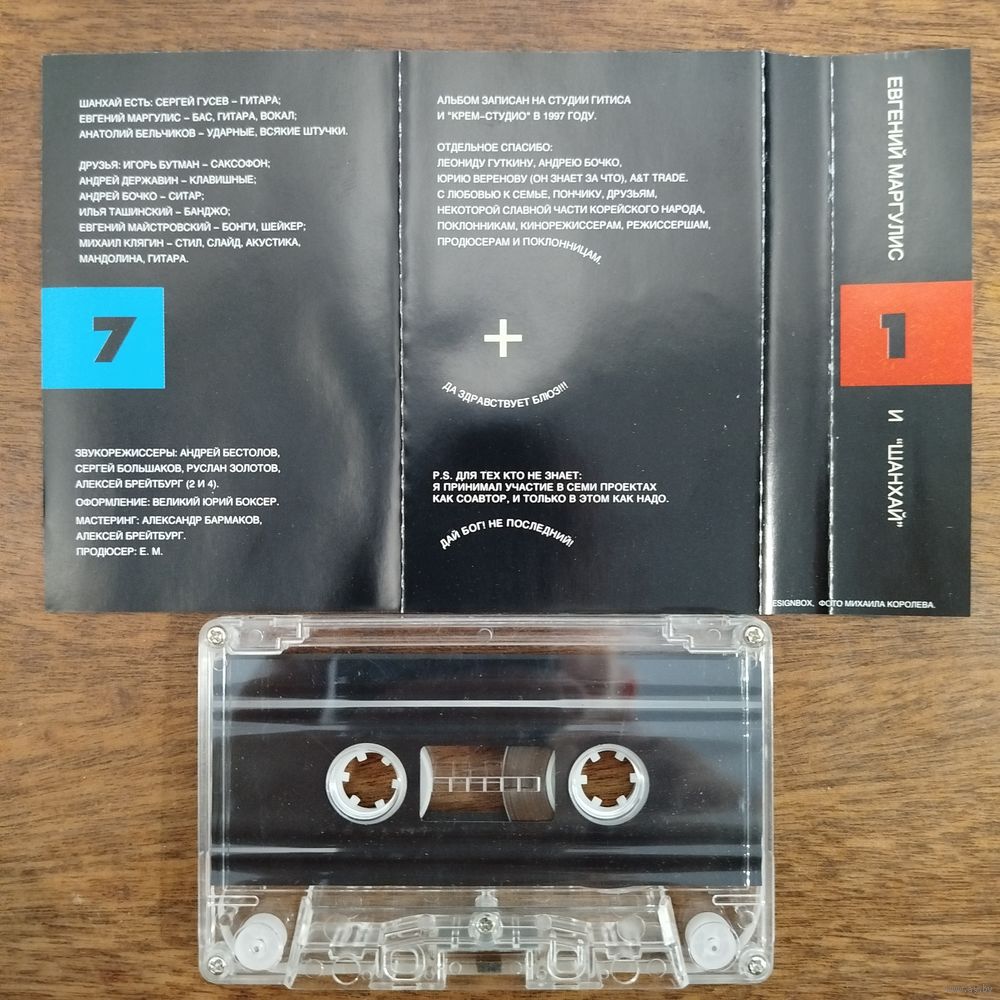 ШАНХАЙ ЕСТЬ: СЕРГЕЙ ГУСЕВ – ГИТАРА;
ЕВГЕНИЙ МАРГУЛИС – БАС, ГИТАРА, ВОКАЛ;
АНАТОЛИЙ БЕЛЬЧИКОВ – УДАРНЫЕ, ВСЯКИЕ ШТУЧКИ.
ДРУЗЬЯ: ИГОРЬ БУТМАН – САКСОФОН;
АНДРЕЙ ДЕРЖАВИН – КЛАВИШНЫЕ;
АНДРЕЙ БОЧКО – СИТАР;
ИЛЬЯ ТАШИНСКИЙ – БАНДЖО;
ЕВГЕНИЙ МАЙСТРОВСКИЙ – БОНГИ, ШЕЙКЕР;
МИХАИЛ КЛЯГИН – СТИЛ, СЛАЙД, АКУСТИКА,
МАНДОЛИНА, ГИТАРА.
7
ЗВУКОРЕЖИССЕРЫ: АНДРЕЙ БЕСТОЛОВ,
СЕРГЕЙ БОЛЬШАКОВ, РУСЛАН ЗОЛОТОВ,
АЛЕКСЕЙ БРЕЙТБУРГ (2 И 4).
ОФОРМЛЕНИЕ: ВЕЛИКИЙ ЮРИЙ БОКСЕР.
МАСТЕРИНГ: АЛЕКСАНДР БАРМАКОВ,
АЛЕКСЕЙ БРЕЙТБУРГ.
ПРОДЮСЕР: Е. М.
АЛЬБОМ ЗАПИСАН НА СТУДИИ ГИТИСА
И "КРЕМ–СТУДИО" В 1997 ГОДУ.
ОТДЕЛЬНОЕ СПАСИБО:
ЛЕОНИДУ ГУТКИНУ, АНДРЕЮ БОЧКО,
ЮРИЮ ВЕРЕНОВУ (ОН ЗНАЕТ ЗА ЧТО), A&T TRADE.
С ЛЮБОВЬЮ К СЕМЬЕ, ПОНЧИКУ, ДРУЗЬЯМ,
НЕКОТОРОЙ СЛАВНОЙ ЧАСТИ КОРЕЙСКОГО НАРОДА,
ПОКЛОННИКАМ, КИНОРЕЖИССЕРАМ, РЕЖИССЕРШАМ,
ПРОДЮСЕРАМ И ПОКЛОННИЦАМ.
+
ДА ЗДРАВСТВУЕТ БЛЮЗ!!!
P.S. ДЛЯ ТЕХ КТО НЕ ЗНАЕТ:
Я ПРИНИМАЛ УЧАСТИЕ В СЕМИ ПРОЕКТАХ
КАК СОАВТОР, И ТОЛЬКО В ЭТОМ КАК НАДО.
ДАЙ БОГ! НЕ ПОСЛЕДНИЙ!
ЕВГЕНИЙ МАРГУЛИС
1
И "ШАНХАЙ"
ESIGNBOX, ФОТО МИХАИЛА КОРОЛЕВА.